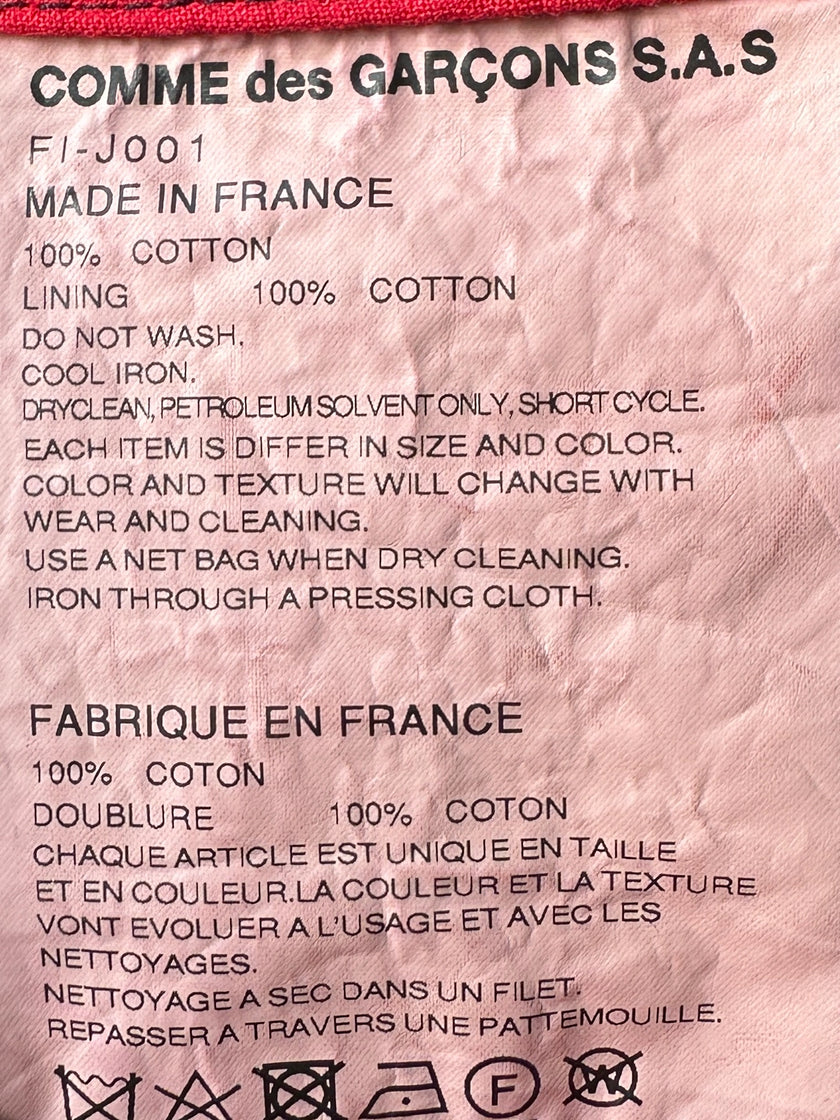 COMME des GARÇONS S.A.S
FI-J001
MADE IN FRANCE
100% COTTON
LINING 100% COTTON
DO NOT WASH.
COOL IRON.
DRYCLEAN, PETROLEUM SOLVENT ONLY, SHORT CYCLE.
EACH ITEM IS DIFFER IN SIZE AND COLOR.
COLOR AND TEXTURE WILL CHANGE WITH
WEAR AND CLEANING.
USE A NET BAG WHEN DRY CLEANING.
IRON THROUGH A PRESSING CLOTH.
FABRIQUE EN FRANCE
100% COTON
DOUBLURE 100% COTON
CHAQUE ARTICLE EST UNIQUE EN TAILLE
ET EN COULEUR.LA COULEUR ET LA TEXTURE
VONT EVOLUER A L'USAGE ET AVEC LES
NETTOYAGES.
NETTOYAGE A SEC DANS UN FILET.
REPASSER A TRAVERS UNE PATTEMOUILLE.
F W